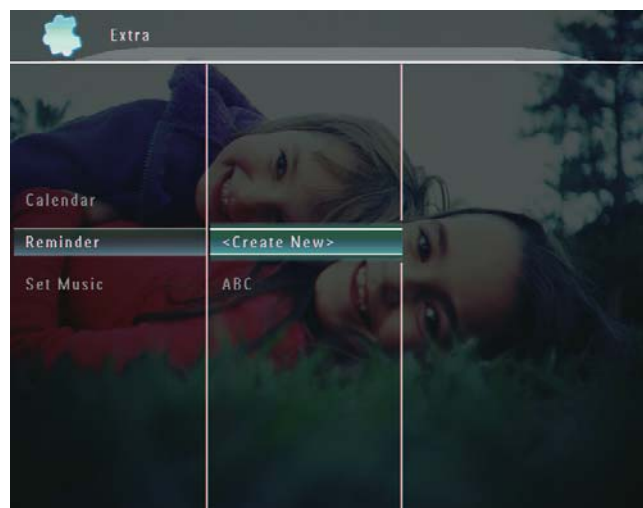 Extra
Calendar
Reminder
<Create New>
Set Music
ABC